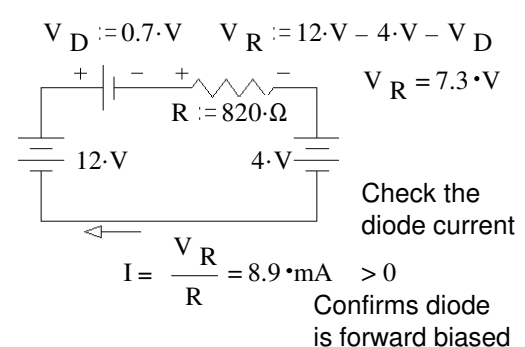 V D := 0.7·V V R := 12·V – 4·V – V D
+ – + –
V R = 7.3 •V
R := 820·Ω
12·V 4·V
Check the
diode current
I = V R / R = 8.9 •mA > 0
Confirms diode
is forward biased